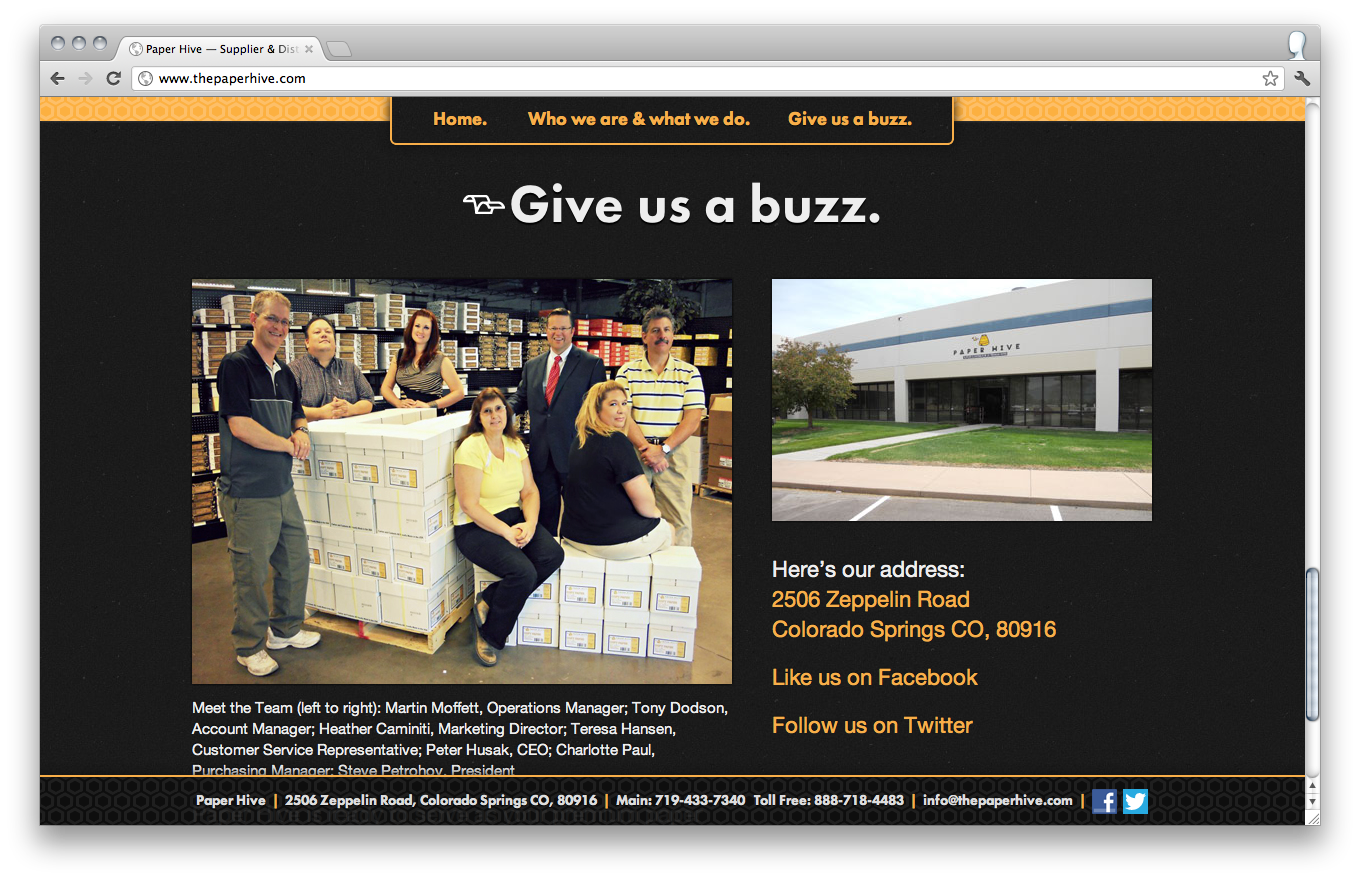 Paper Hive — Supplier & Dist
www.thepaperhive.com
Home. Who we are & what we do. Give us a buzz.
Give us a buzz.
PAPER HIVE
Here's our address:
2506 Zeppelin Road
Colorado Springs CO, 80916
Like us on Facebook
Follow us on Twitter
Meet the Team (left to right): Martin Moffett, Operations Manager; Tony Dodson,
Account Manager; Heather Caminiti, Marketing Director; Teresa Hansen,
Customer Service Representative; Peter Husak, CEO; Charlotte Paul,
Purchasing Manager; Steve Petrohoy, President
Paper Hive | 2506 Zeppelin Road, Colorado Springs CO, 80916 | Main: 719-433-7340 Toll Free: 888-718-4483 | info@thepaperhive.com |